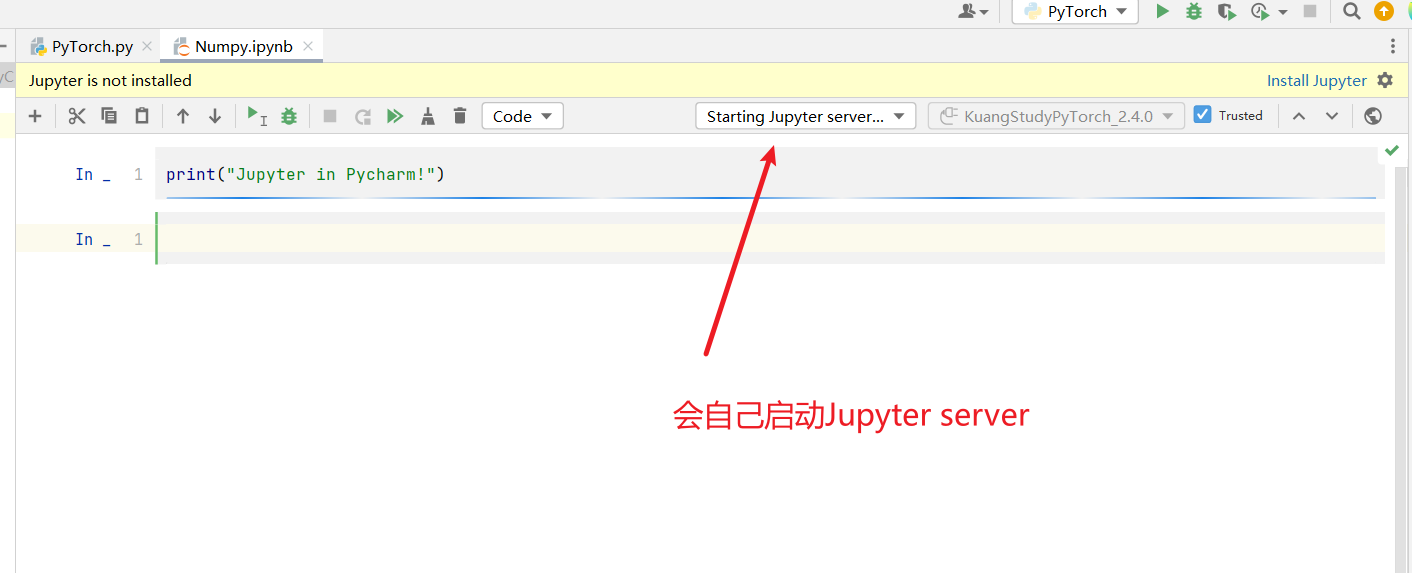 PyTorch
PyTorch.py
Numpy.ipynb
Jupyter is not installed
Install Jupyter
Code
Starting Jupyter server...
KuangStudyPyTorch_2.4.0
Trusted
In _ 1 print("Jupyter in Pycharm!")
In _ 1
会自己启动Jupyter server